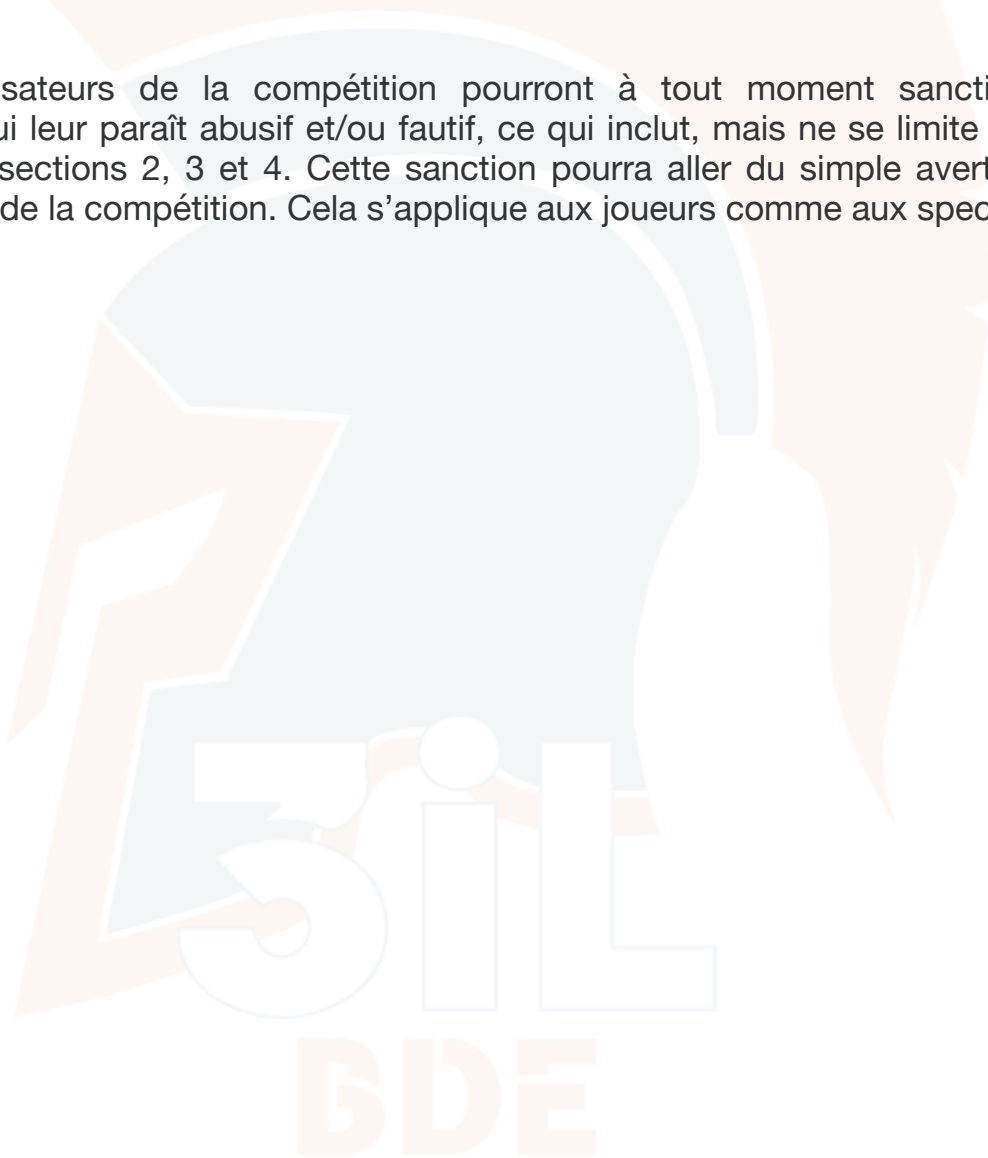 sateurs de la compétition pourront à tout moment sancti
ui leur paraît abusif et/ou fautif, ce qui inclut, mais ne se limite
sections 2, 3 et 4. Cette sanction pourra aller du simple avert
de la compétition. Cela s’applique aux joueurs comme aux spec
3iL
BDE